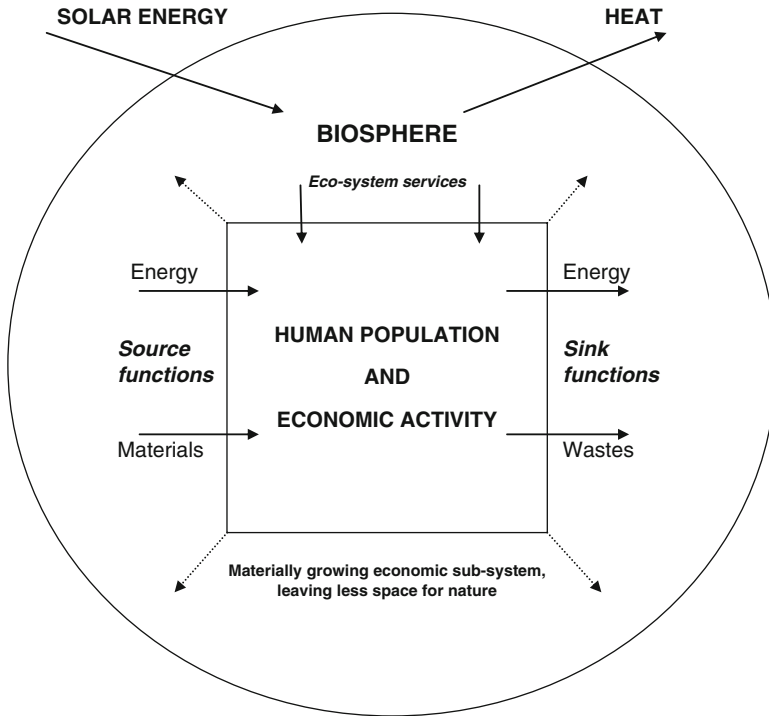 SOLAR ENERGY
HEAT
BIOSPHERE
Eco-system services
Energy
Energy
Source
functions
HUMAN POPULATION
AND
ECONOMIC ACTIVITY
Sink
functions
Materials
Wastes
Materially growing economic sub-system,
leaving less space for nature